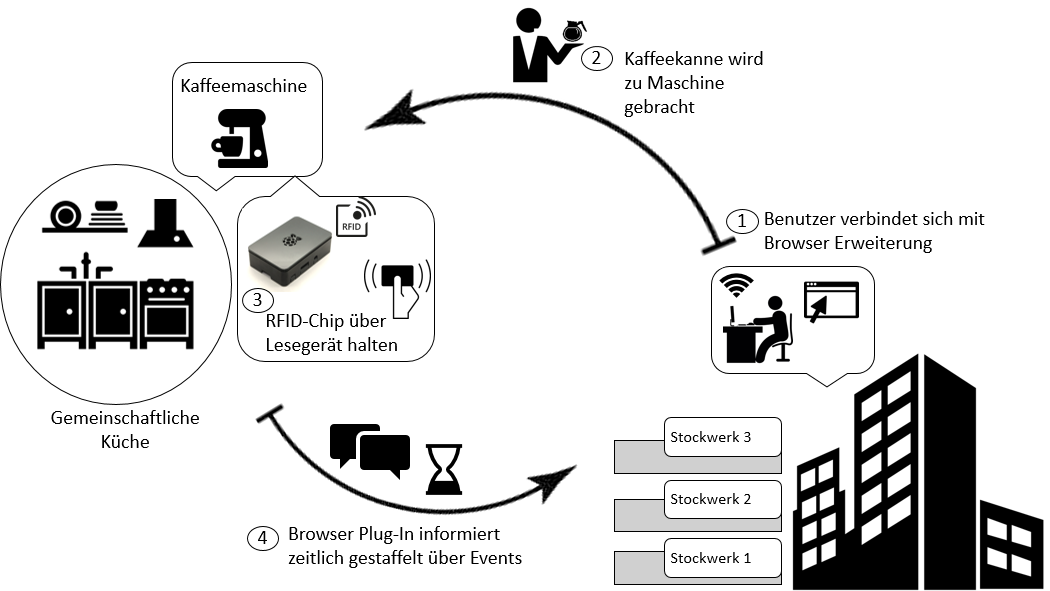 2
Kaffeekanne wird
zu Maschine
gebracht
Kaffeemaschine
1
Benutzer verbindet sich mit
Browser Erweiterung
RFID
3
RFID-Chip über
Lesegerät halten
Gemeinschaftliche
Küche
Stockwerk 3
Stockwerk 2
Stockwerk 1
4
Browser Plug-In informiert
zeitlich gestaffelt über Events